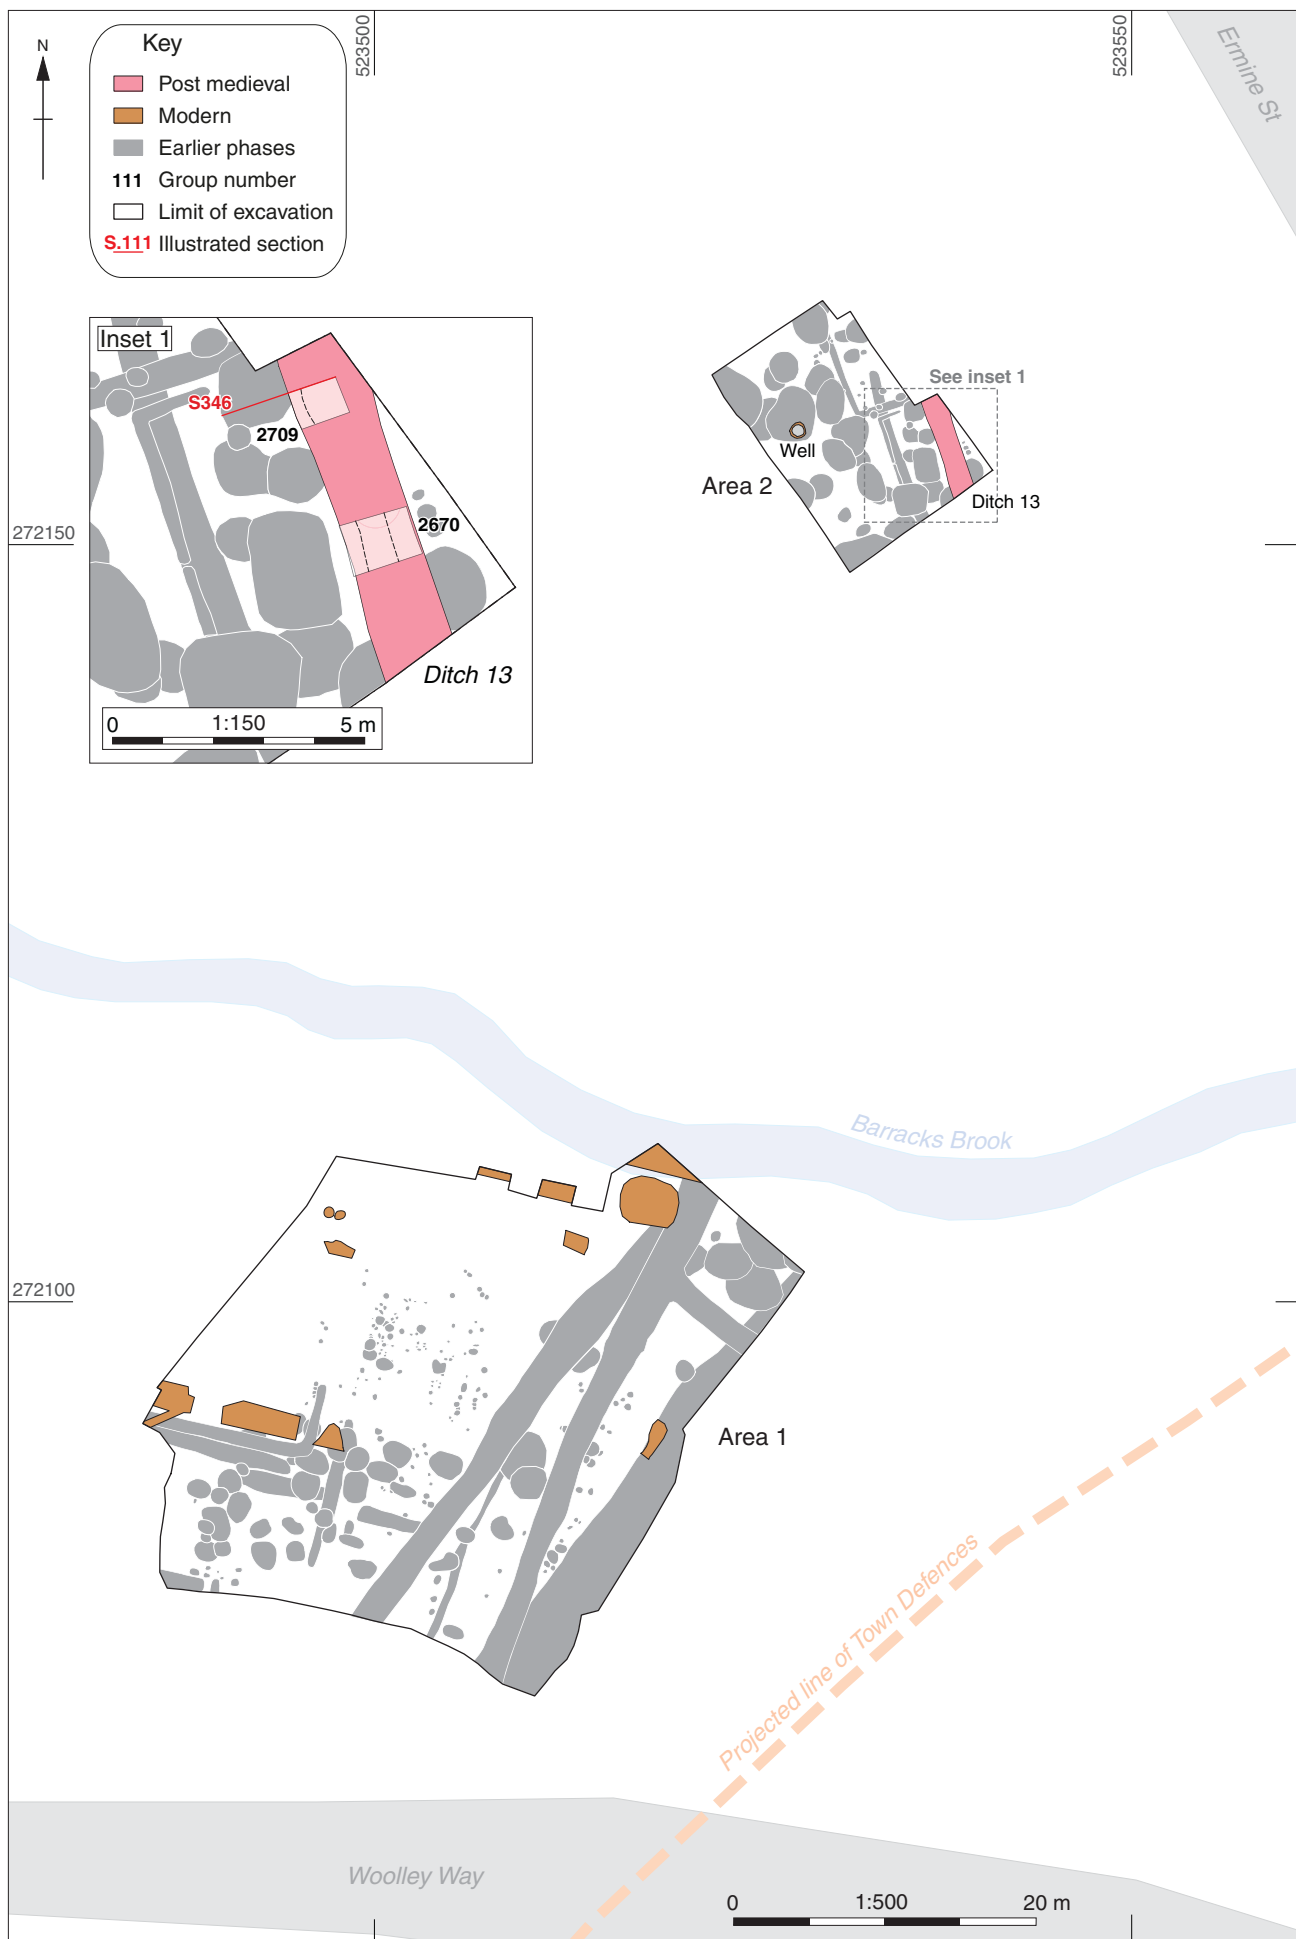 523500
523550
Ermine St
N
Key
Post medieval
Modern
Earlier phases
111 Group number
Limit of excavation
S.111 Illustrated section
Inset 1
S346
2709
2670
Ditch 13
0 1:150 5 m
See inset 1
Well
Area 2
Ditch 13
272150
Barracks Brook
272100
Area 1
Projected line of Town Defences
Woolley Way
0 1:500 20 m